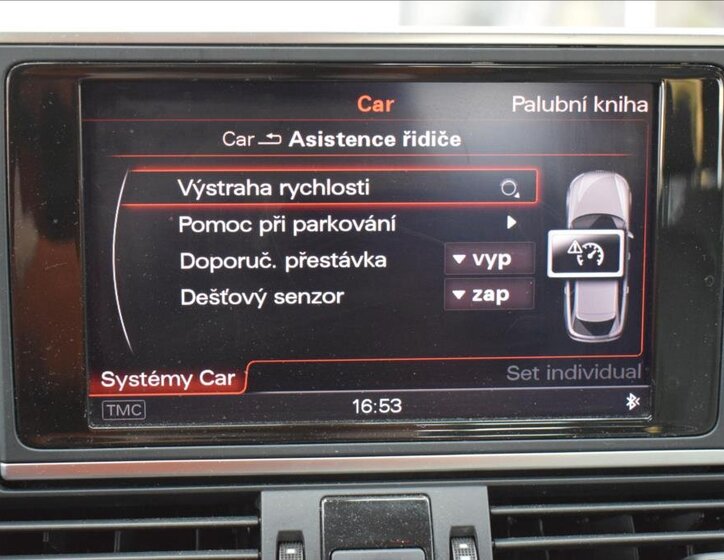 Car
Palubní kniha
Car Asistence řidiče
Výstraha rychlosti
Pomoc při parkování
Doporuč. přestávka vyp
Dešťový senzor zap
Systémy Car
Set individual
TMC
16:53